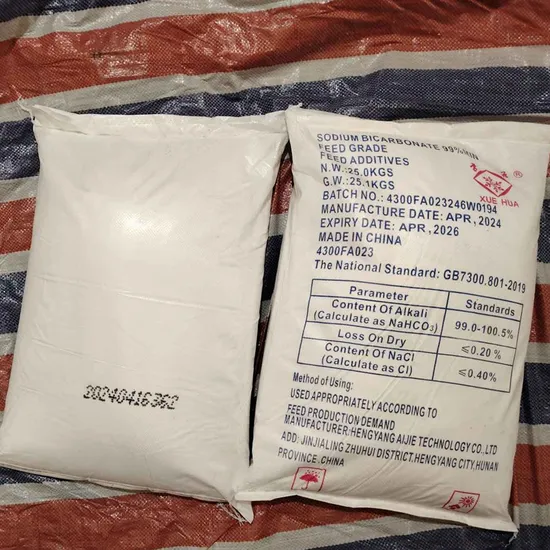 20240416362
SODIUM BICARBONATE 99%MIN
FEED GRADE
FEED ADDITIVES
N.W.:25.0KGS
G.W.:25.1KGS
BATCH NO.: 4300FA023246W0194
MANUFACTURE DATE: APR, 2024
EXPIRY DATE: APR, 2026
MADE IN CHINA
4300FA023
®
XUE HUA
The National Standard: GB7300.801-2019
Parameter Standards
Content Of Alkali
(Calculate as NaHCO3) 99.0-100.5%
Loss On Dry ≤0.20 %
Content Of NaCl
(Calculate as Cl) ≤0.40%
Method of Using:
USED APPROPRIATELY ACCORDING TO
FEED PRODUCTION DEMAND
MANUFACTURER:HENGYANG AIJIE TECHNOLOGY CO.,LTD
ADD: JINJIALING ZHUHUI DISTRICT,HENGYANG CITY,HUNAN
PROVINCE,CHINA